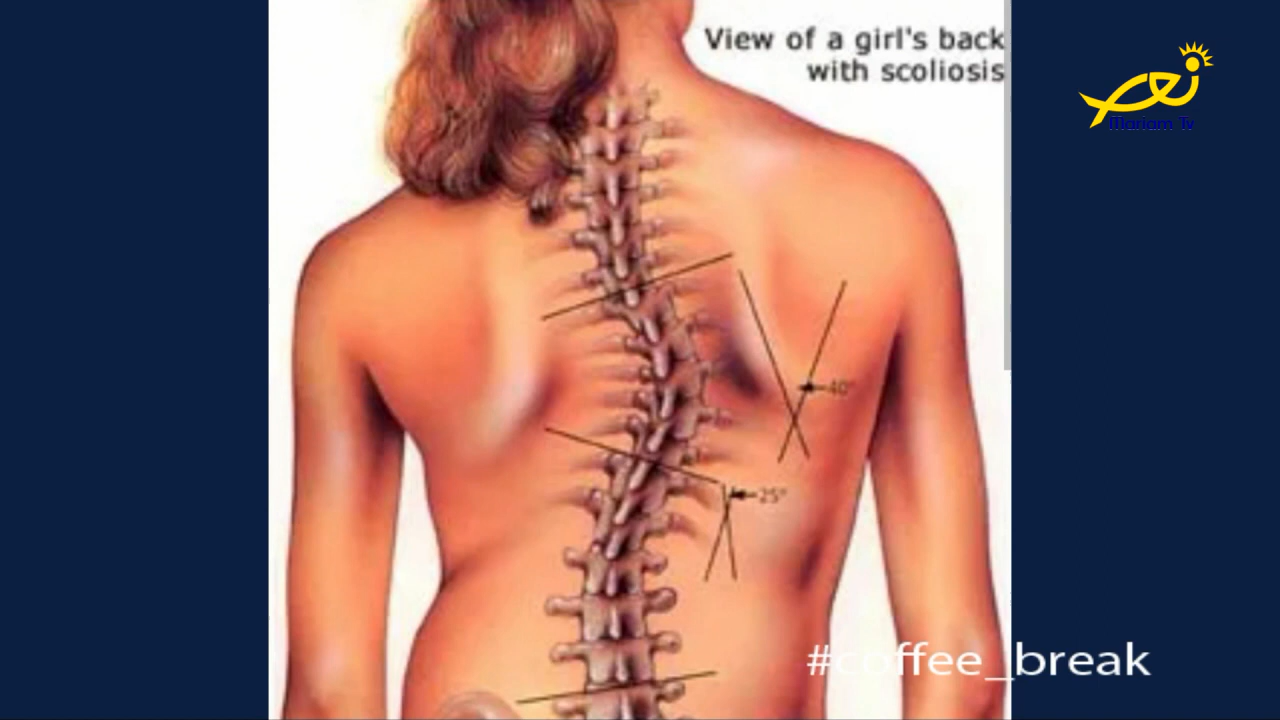 View of a girl's back
with scoliosis
Mariam Tv
40°
25°
#coffee_break